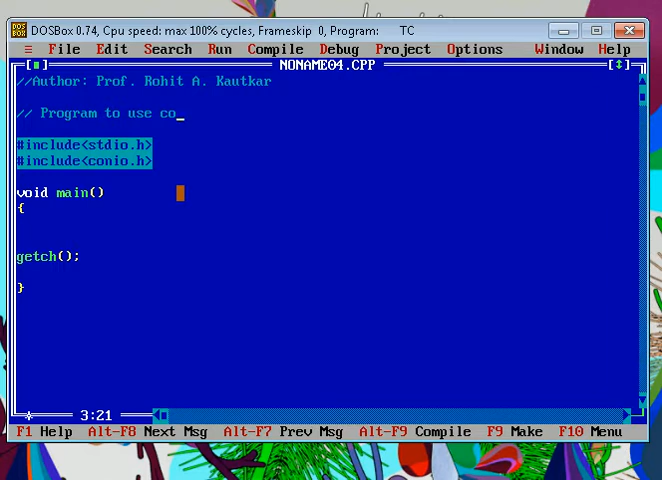 DOSBox 0.74, Cpu speed: max 100% cycles, Frameskip 0, Program: TC
≡ File Edit Search Run Compile Debug Project Options Window Help
NONAME04.CPP
//Author: Prof. Rohit A. Kautkar
// Program to use co_
#include<stdio.h>
#include<conio.h>
void main()
{
getch();
}
3:21
F1 Help Alt-F8 Next Msg Alt-F7 Prev Msg Alt-F9 Compile F9 Make F10 Menu